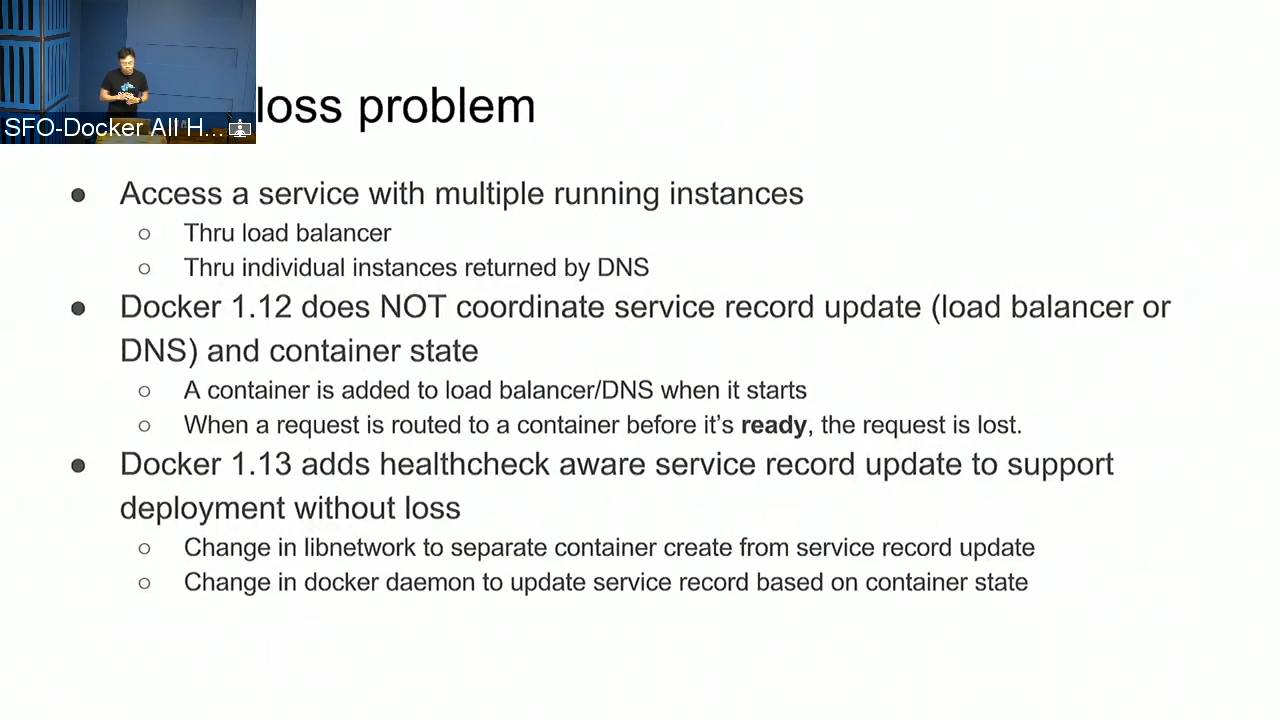 SFO-Docker All H...
loss problem
● Access a service with multiple running instances
○ Thru load balancer
○ Thru individual instances returned by DNS
● Docker 1.12 does NOT coordinate service record update (load balancer or
DNS) and container state
○ A container is added to load balancer/DNS when it starts
○ When a request is routed to a container before it's ready, the request is lost.
● Docker 1.13 adds healthcheck aware service record update to support
deployment without loss
○ Change in libnetwork to separate container create from service record update
○ Change in docker daemon to update service record based on container state